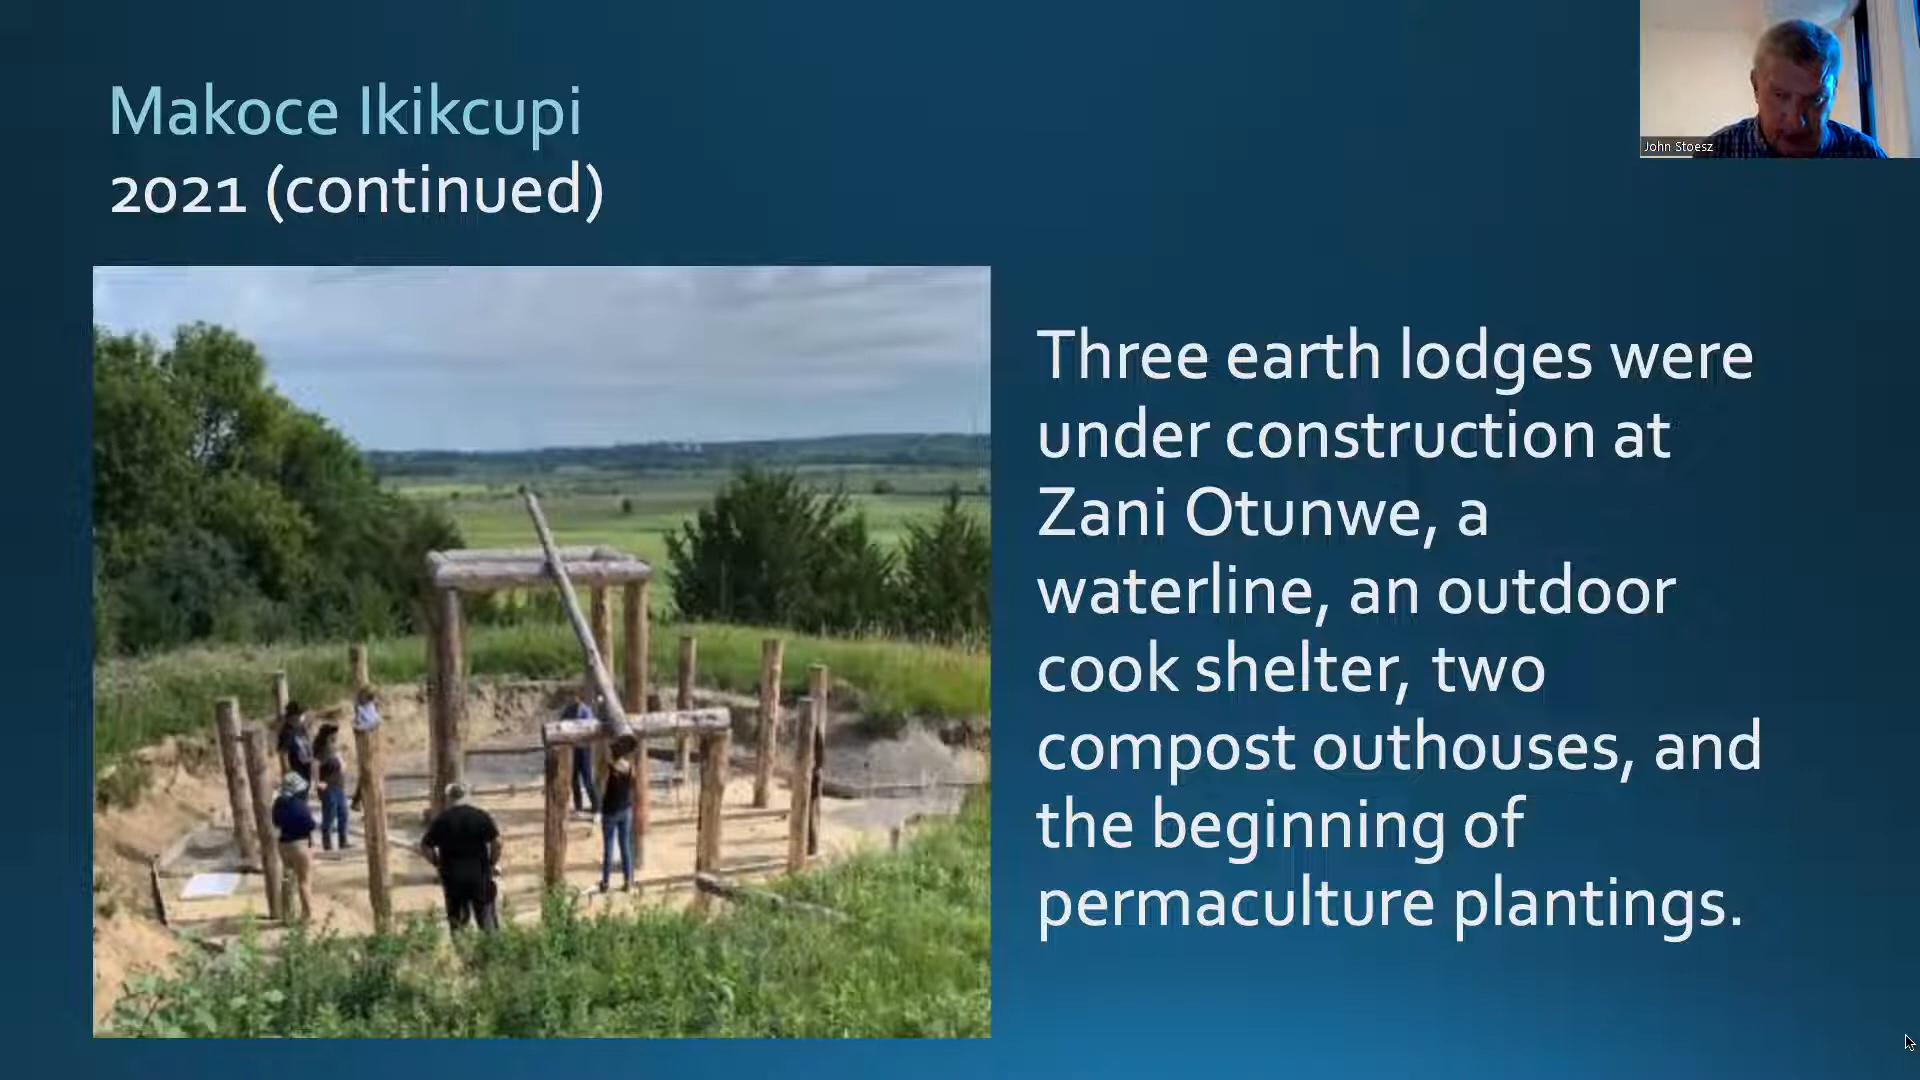 Makoce Ikikcupi
2021 (continued)
John Stoesz
Three earth lodges were
under construction at
Zani Otunwe, a
waterline, an outdoor
cook shelter, two
compost outhouses, and
the beginning of
permaculture plantings.